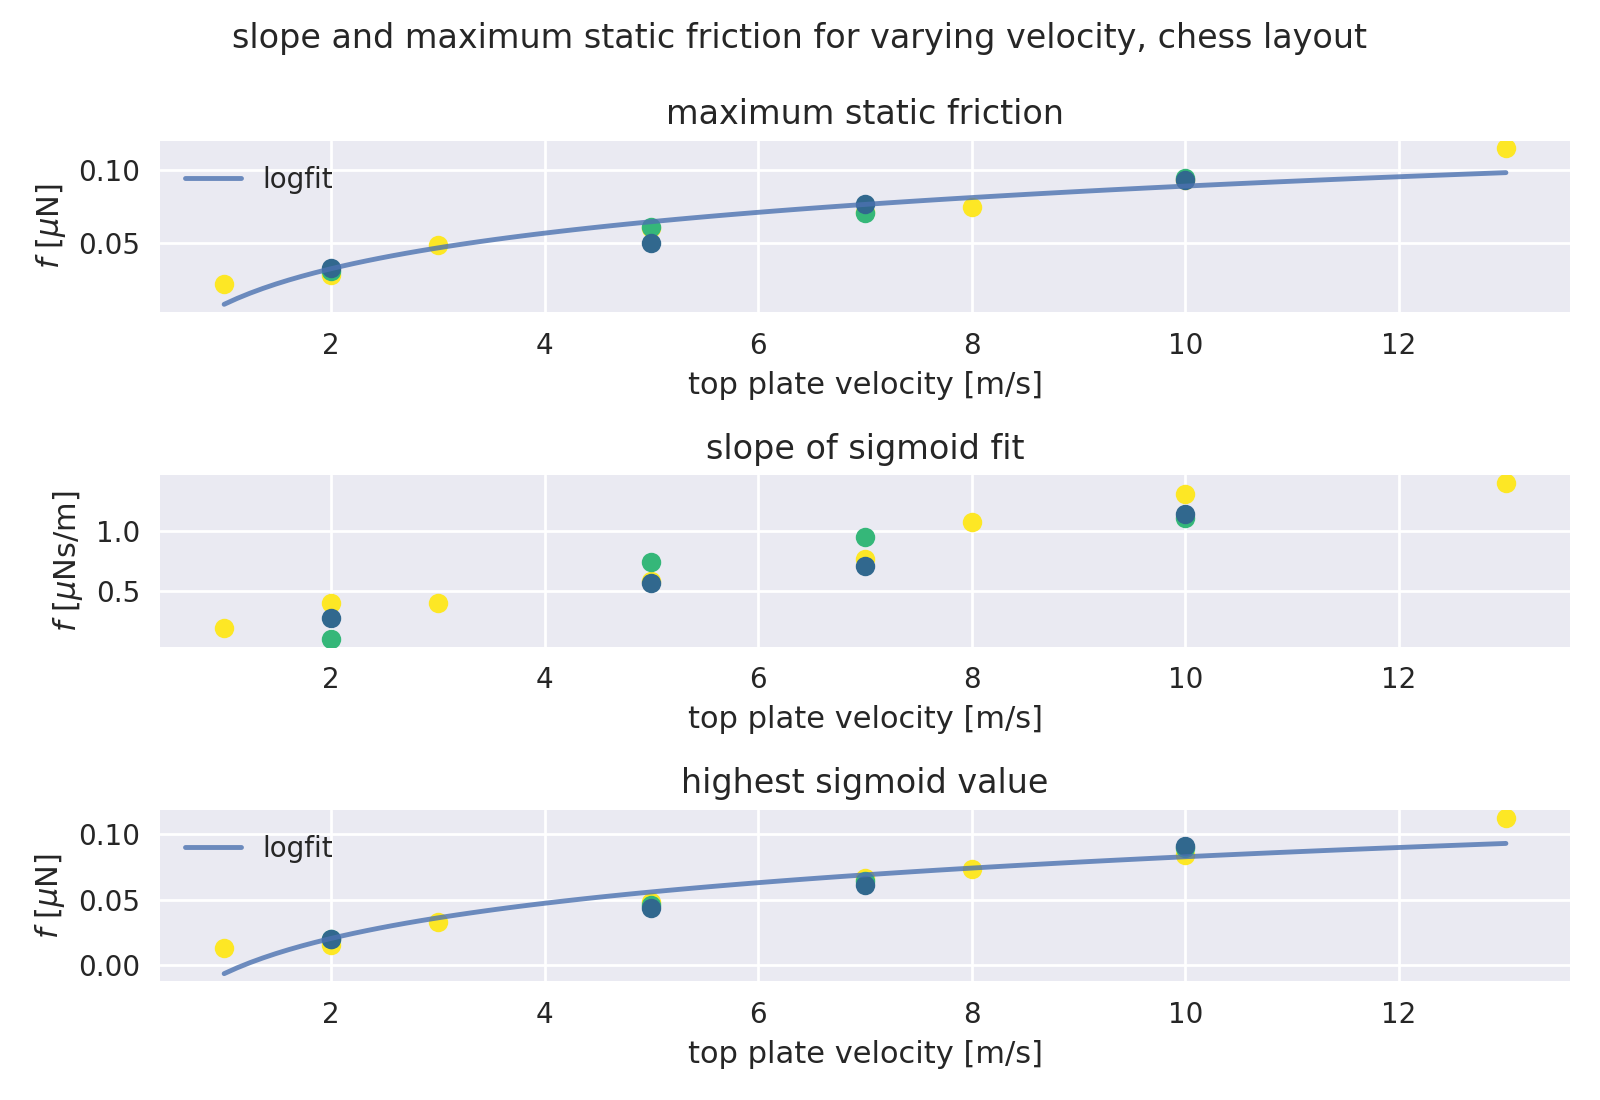 slope and maximum static friction for varying velocity, chess layout
maximum static friction
0.10
0.05
f [μN]
logfit
2 4 6 8 10 12
top plate velocity [m/s]
slope of sigmoid fit
1.0
0.5
f [μNs/m]
2 4 6 8 10 12
top plate velocity [m/s]
highest sigmoid value
0.10
0.05
0.00
f [μN]
logfit
2 4 6 8 10 12
top plate velocity [m/s]